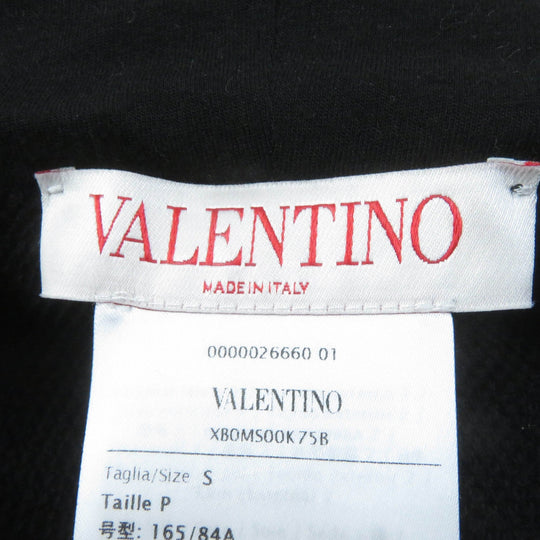 VALENTINO
MADE IN ITALY
0000026660 01
VALENTINO
XB0MS00K75B
Taglia/Size S
Taille P
号型: 165/84A